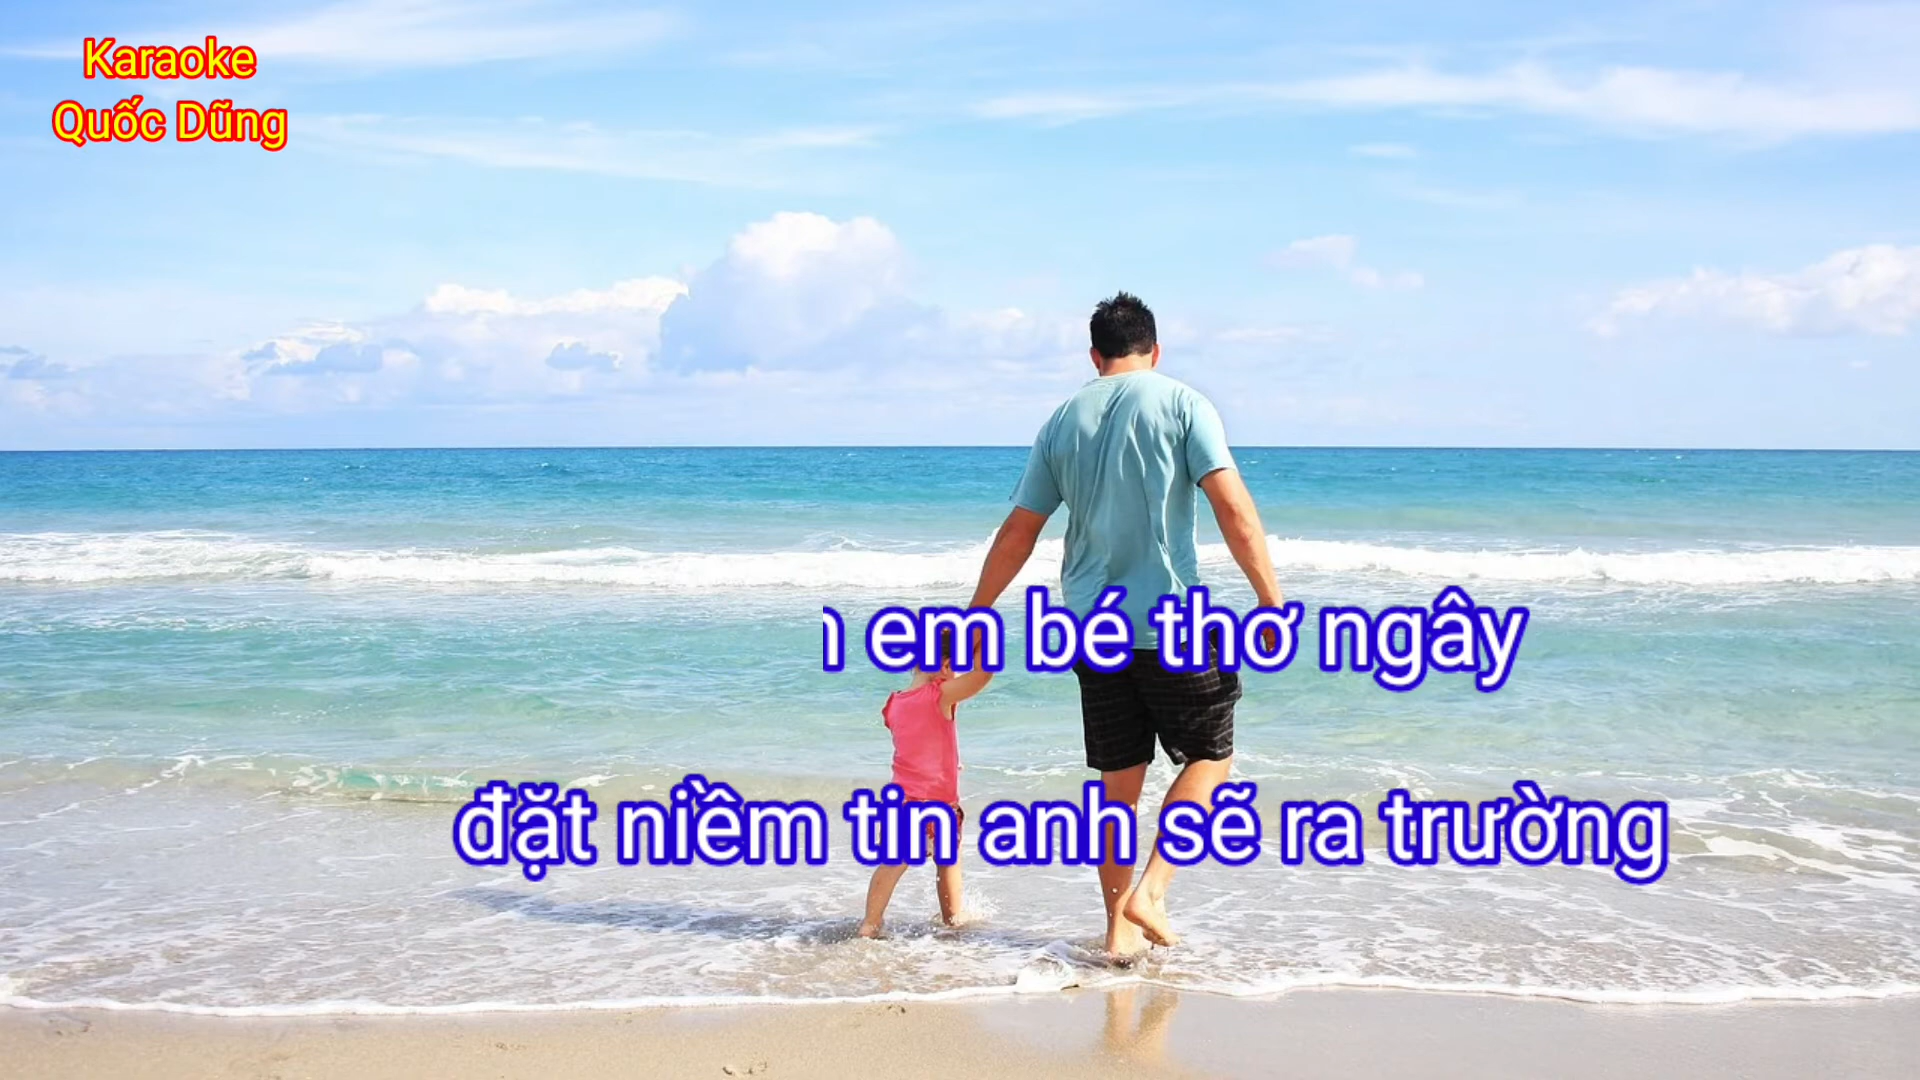 Karaoke
Quốc Dũng
em bé thơ ngây
đặt niềm tin anh sẽ ra trường